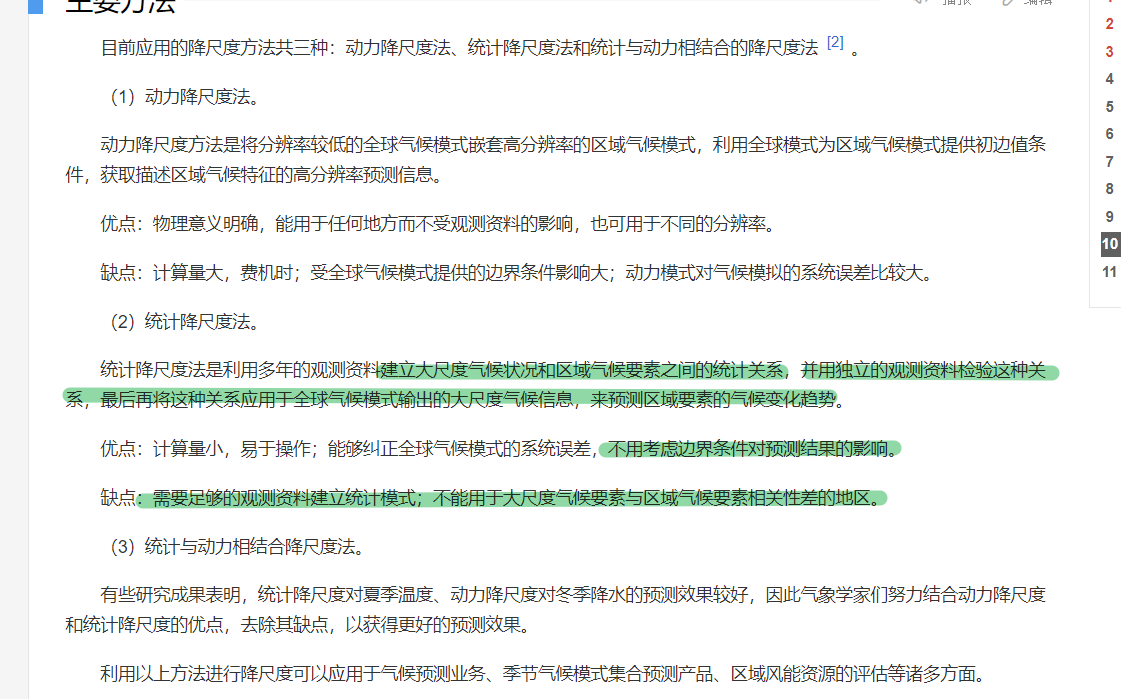 主要方法
播报
编辑
目前应用的降尺度方法共三种：动力降尺度法、统计降尺度法和统计与动力相结合的降尺度法 [2] 。
（1）动力降尺度法。
动力降尺度方法是将分辨率较低的全球气候模式嵌套高分辨率的区域气候模式，利用全球模式为区域气候模式提供初边值条
件，获取描述区域气候特征的高分辨率预测信息。
优点：物理意义明确，能用于任何地方而不受观测资料的影响，也可用于不同的分辨率。
缺点：计算量大，费机时；受全球气候模式提供的边界条件影响大；动力模式对气候模拟的系统误差比较大。
（2）统计降尺度法。
统计降尺度法是利用多年的观测资料建立大尺度气候状况和区域气候要素之间的统计关系，并用独立的观测资料检验这种关
系，最后再将这种关系应用于全球气候模式输出的大尺度气候信息，来预测区域要素的气候变化趋势。
优点：计算量小，易于操作；能够纠正全球气候模式的系统误差，不用考虑边界条件对预测结果的影响。
缺点：需要足够的观测资料建立统计模式；不能用于大尺度气候要素与区域气候要素相关性差的地区。
（3）统计与动力相结合降尺度法。
有些研究成果表明，统计降尺度对夏季温度、动力降尺度对冬季降水的预测效果较好，因此气象学家们努力结合动力降尺度
和统计降尺度的优点，去除其缺点，以获得更好的预测效果。
利用以上方法进行降尺度可以应用于气候预测业务、季节气候模式集合预测产品、区域风能资源的评估等诸多方面。
2
3
4
5
6
7
8
9
10
11